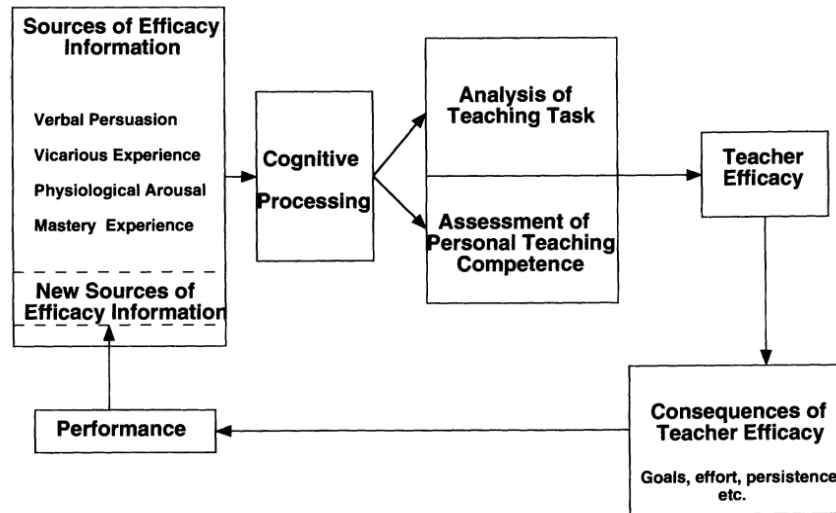 Sources of Efficacy
Information
Verbal Persuasion
Vicarious Experience
Physiological Arousal
Mastery Experience
New Sources of
Efficacy Information
Cognitive
Processing
Analysis of
Teaching Task
Assessment of
Personal Teaching
Competence
Teacher
Efficacy
Consequences of
Teacher Efficacy
Goals, effort, persistence
etc.
Performance